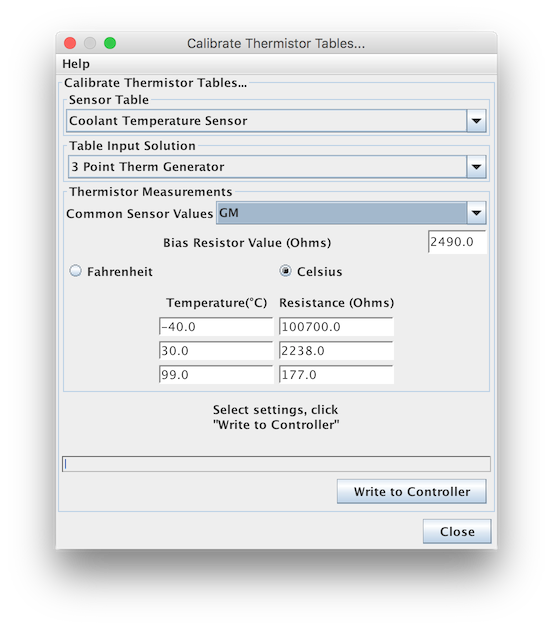 Calibrate Thermistor Tables...
Help
Calibrate Thermistor Tables...
Sensor Table
Coolant Temperature Sensor
Table Input Solution
3 Point Therm Generator
Thermistor Measurements
Common Sensor Values GM
Bias Resistor Value (Ohms) 2490.0
Fahrenheit Celsius
Temperature(°C) Resistance (Ohms)
-40.0 100700.0
30.0 2238.0
99.0 177.0
Select settings, click
"Write to Controller"
Write to Controller
Close